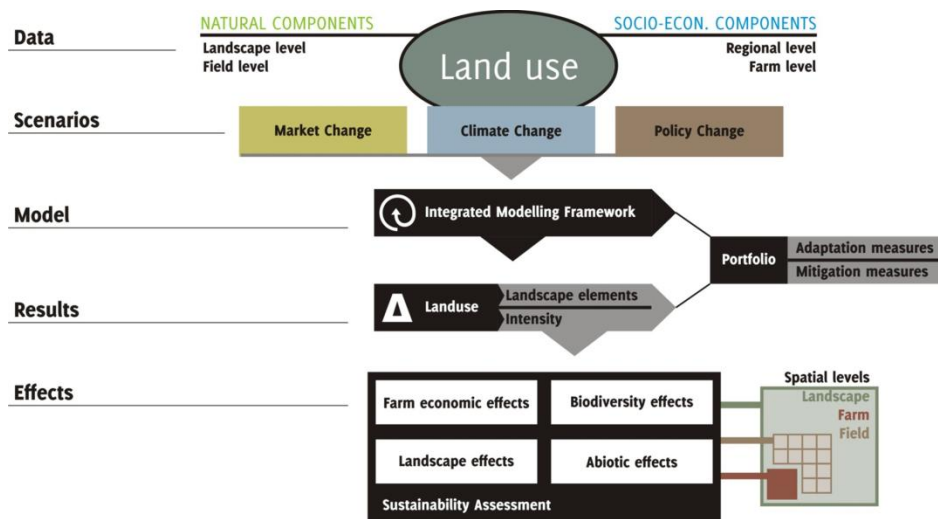 Data
NATURAL COMPONENTS
Landscape level
Field level
Land use
SOCIO-ECON. COMPONENTS
Regional level
Farm level
Scenarios
Market Change
Climate Change
Policy Change
Model
Integrated Modelling Framework
Portfolio
Adaptation measures
Mitigation measures
Results
Landuse
Landscape elements
Intensity
Effects
Farm economic effects
Biodiversity effects
Landscape effects
Abiotic effects
Sustainability Assessment
Spatial levels
Landscape
Farm
Field